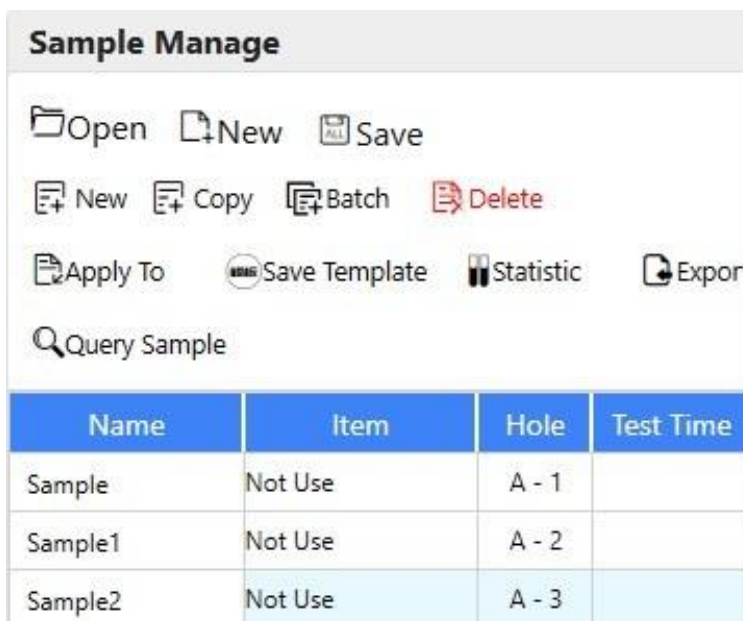 Sample Manage
Open New Save
New Copy Batch Delete
Apply To Save Template Statistic Expor
Query Sample
Name Item Hole Test Time
Sample Not Use A - 1
Sample1 Not Use A - 2
Sample2 Not Use A - 3